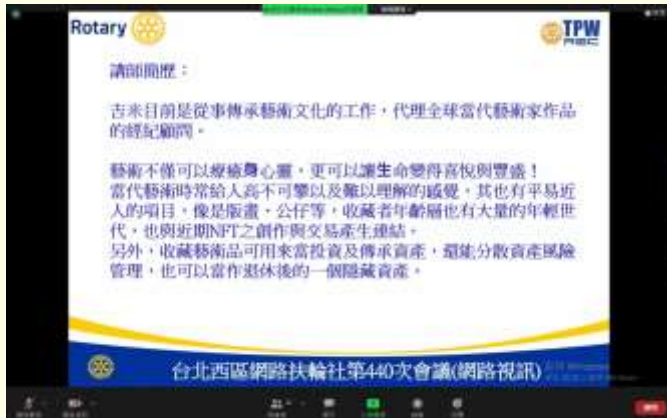 Rotary
TPW
講師簡歷：
吉米目前是從事傳承藝術文化的工作，代理全球當代藝術家作品
的經紀顧問。
藝術不僅可以療癒身心靈，更可以讓生命變得喜悅與豐盛！
當代藝術時常給人高不可攀以及難以理解的感覺，其也有平易近
人的項目，像是版畫，公仔等，收藏者年齡層也有大量的年輕世
代，也與近期NFT之創作與交易產生連結。
另外，收藏藝術品可用來當投資及傳承資產，還能分散資產風險
管理，也可以當作退休後的一個隱藏資產。
台北西區網路扶輪社第440次會議(網路視訊)